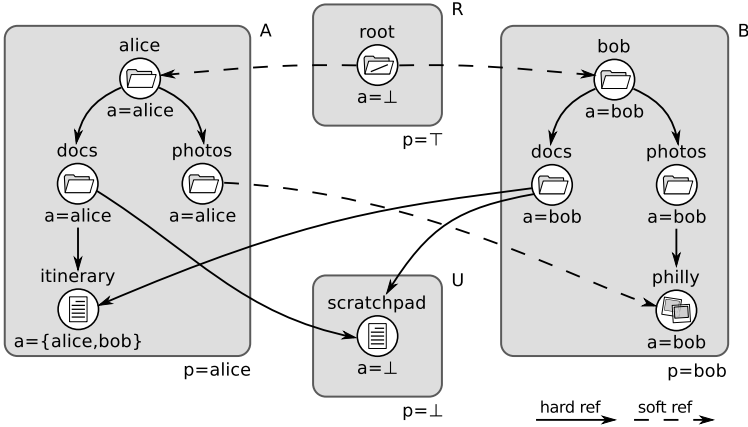 R
root
a=⊥
p=⊤
A
alice
a=alice
docs
a=alice
photos
a=alice
itinerary
a={alice,bob}
p=alice
B
bob
a=bob
docs
a=bob
photos
a=bob
philly
a=bob
p=bob
U
scratchpad
a=⊥
p=⊥
hard ref
soft ref